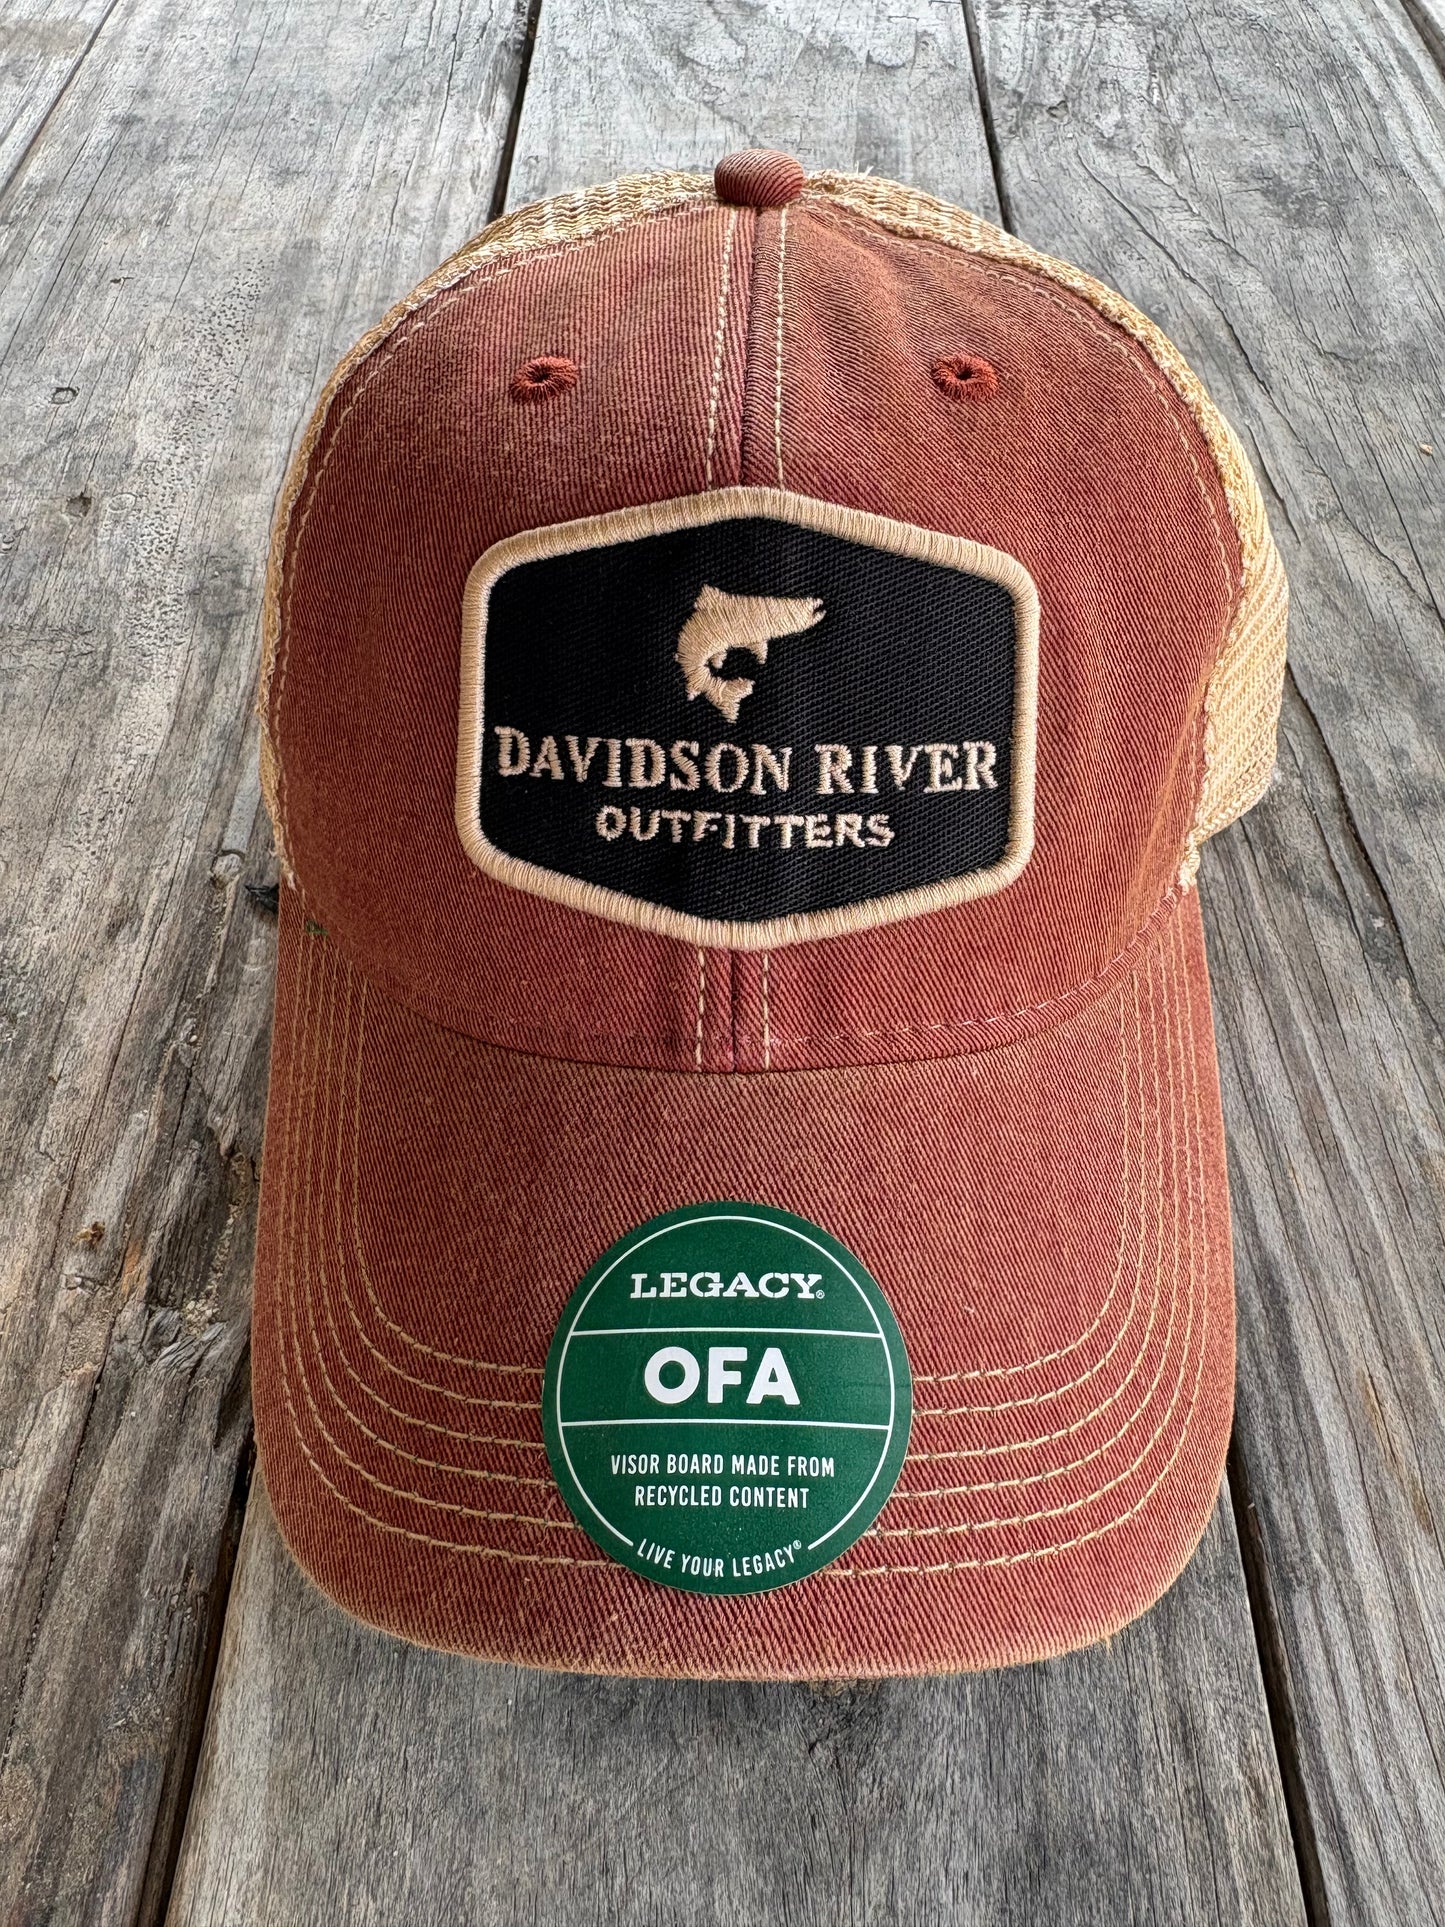 DAVIDSON RIVER
OUTFITTERS
LEGACY®
OFA
VISOR BOARD MADE FROM
RECYCLED CONTENT
LIVE YOUR LEGACY®